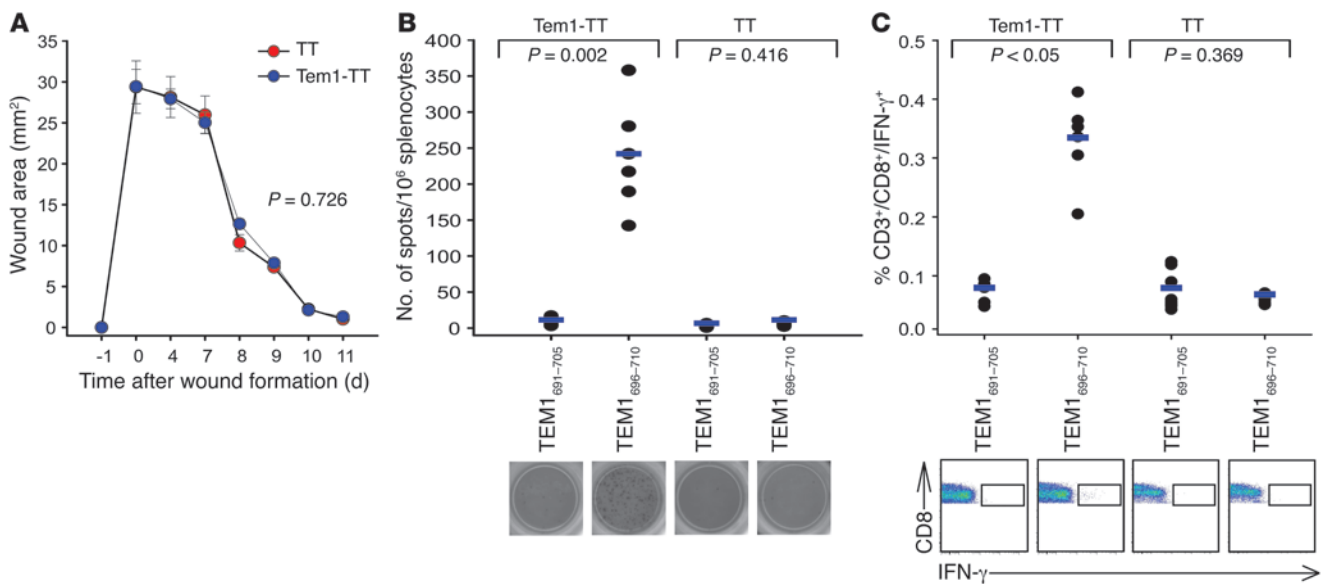 A
35
30
25
20
15
10
5
0
Wound area (mm²)
TT
Tem1-TT
P = 0.726
-1 0 4 7 8 9 10 11
Time after wound formation (d)
B
Tem1-TT TT
P = 0.002 P = 0.416
400
350
300
250
200
150
100
50
0
No. of spots/10⁶ splenocytes
TEM1₆₉₁₋₇₀₅
TEM1₆₉₆₋₇₁₀
TEM1₆₉₁₋₇₀₅
TEM1₆₉₆₋₇₁₀
C
Tem1-TT TT
P < 0.05 P = 0.369
0.5
0.4
0.3
0.2
0.1
0.0
% CD3⁺/CD8⁺/IFN-γ⁺
TEM1₆₉₁₋₇₀₅
TEM1₆₉₆₋₇₁₀
TEM1₆₉₁₋₇₀₅
TEM1₆₉₆₋₇₁₀
CD8
IFN-γ